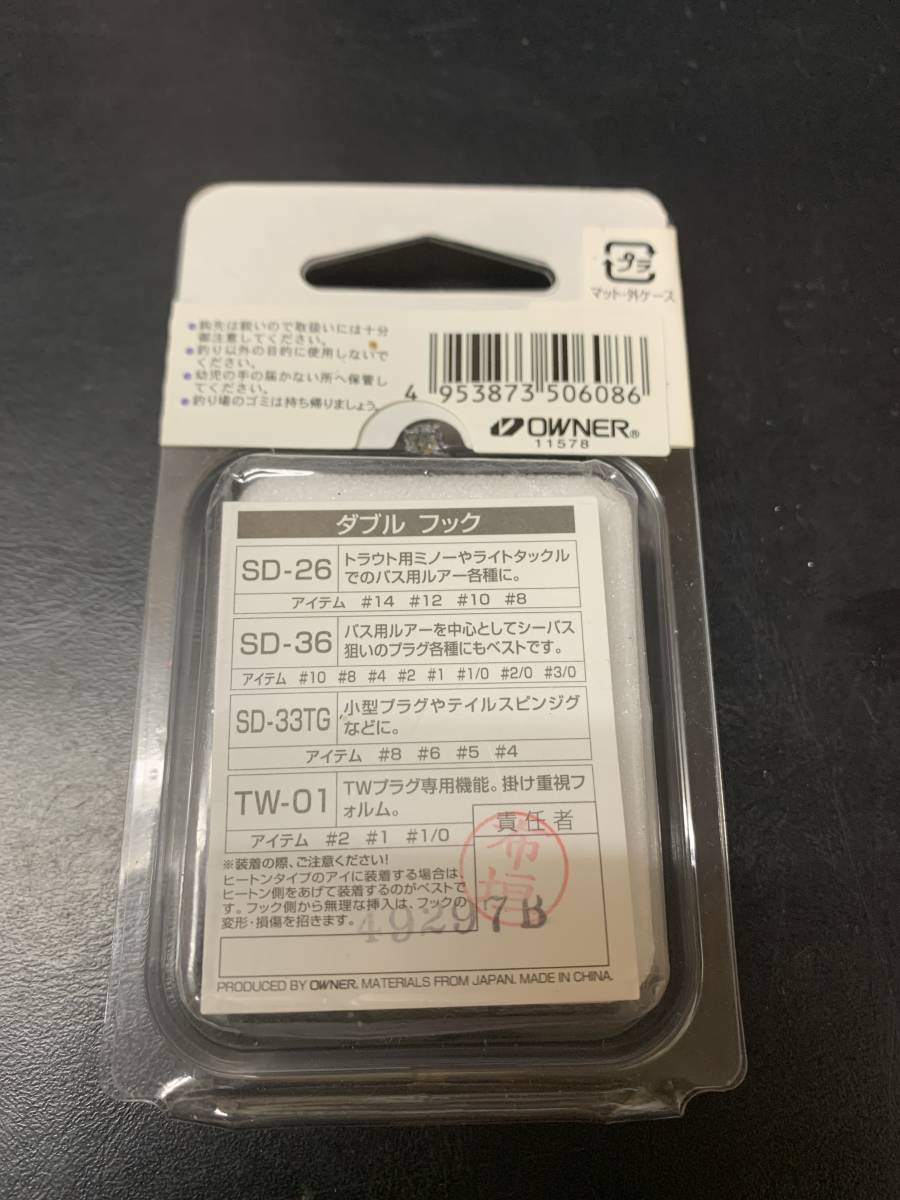 プラ
マット・外ケース
●鈎先は鋭いので取扱いには十分
御注意してください。
●釣り以外の目的に使用しないで
ください。
●幼児の手の届かない所へ保管し
てください。
●釣り場のゴミは持ち帰りましょう。
4 953873 506086
OWNER®
11578
ダブル フック
SD-26
トラウト用ミノーやライトタックル
でのバス用ルアー各種に。
アイテム #14 #12 #10 #8
SD-36
バス用ルアーを中心としてシーバス
狙いのプラグ各種にもベストです。
アイテム #10 #8 #4 #2 #1 #1/0 #2/0 #3/0
SD-33TG
小型プラグやテイルスピンジグ
などに。
アイテム #8 #6 #5 #4
TW-01
TWプラグ専用機能。掛け重視フ
ォルム。
アイテム #2 #1 #1/0
責任者
※装着の際、ご注意ください!
ヒートンタイプのアイに装着する場合は、
ヒートン側をあげて装着するのがベストで
す。フック側から無理な挿入は、フックの
変形・損傷を招きます。
49297B
PRODUCED BY OWNER. MATERIALS FROM JAPAN. MADE IN CHINA.